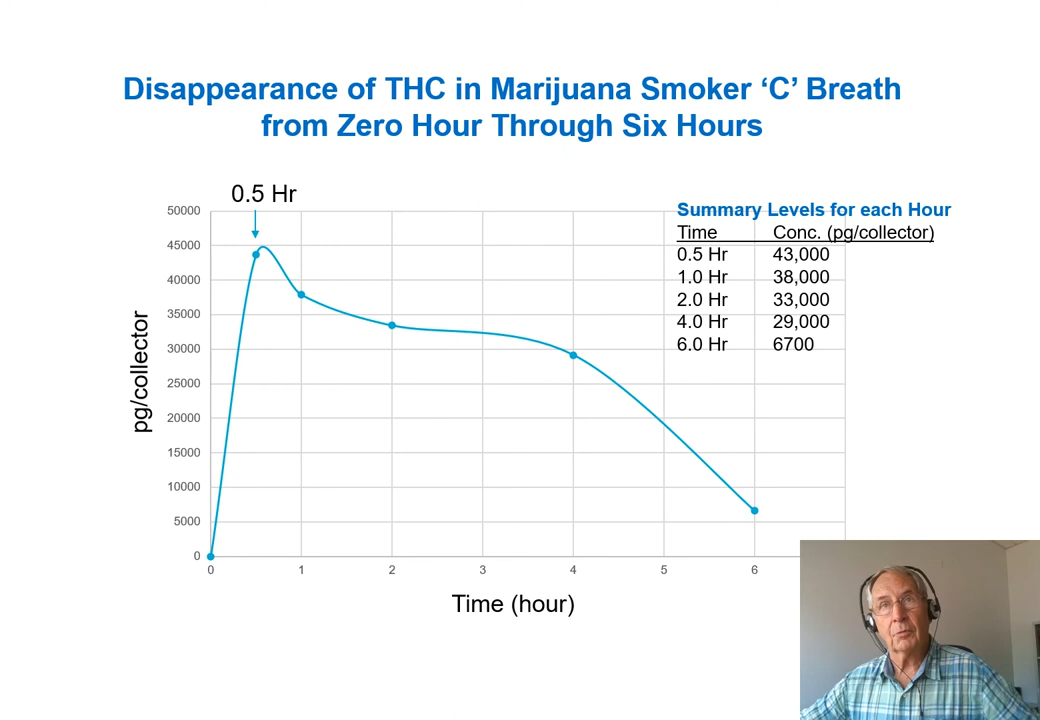 Disappearance of THC in Marijuana Smoker ‘C’ Breath
from Zero Hour Through Six Hours
0.5 Hr
Summary Levels for each Hour
Time Conc. (pg/collector)
0.5 Hr 43,000
1.0 Hr 38,000
2.0 Hr 33,000
4.0 Hr 29,000
6.0 Hr 6700
pg/collector
50000
45000
40000
35000
30000
25000
20000
15000
10000
5000
0
0 1 2 3 4 5 6
Time (hour)